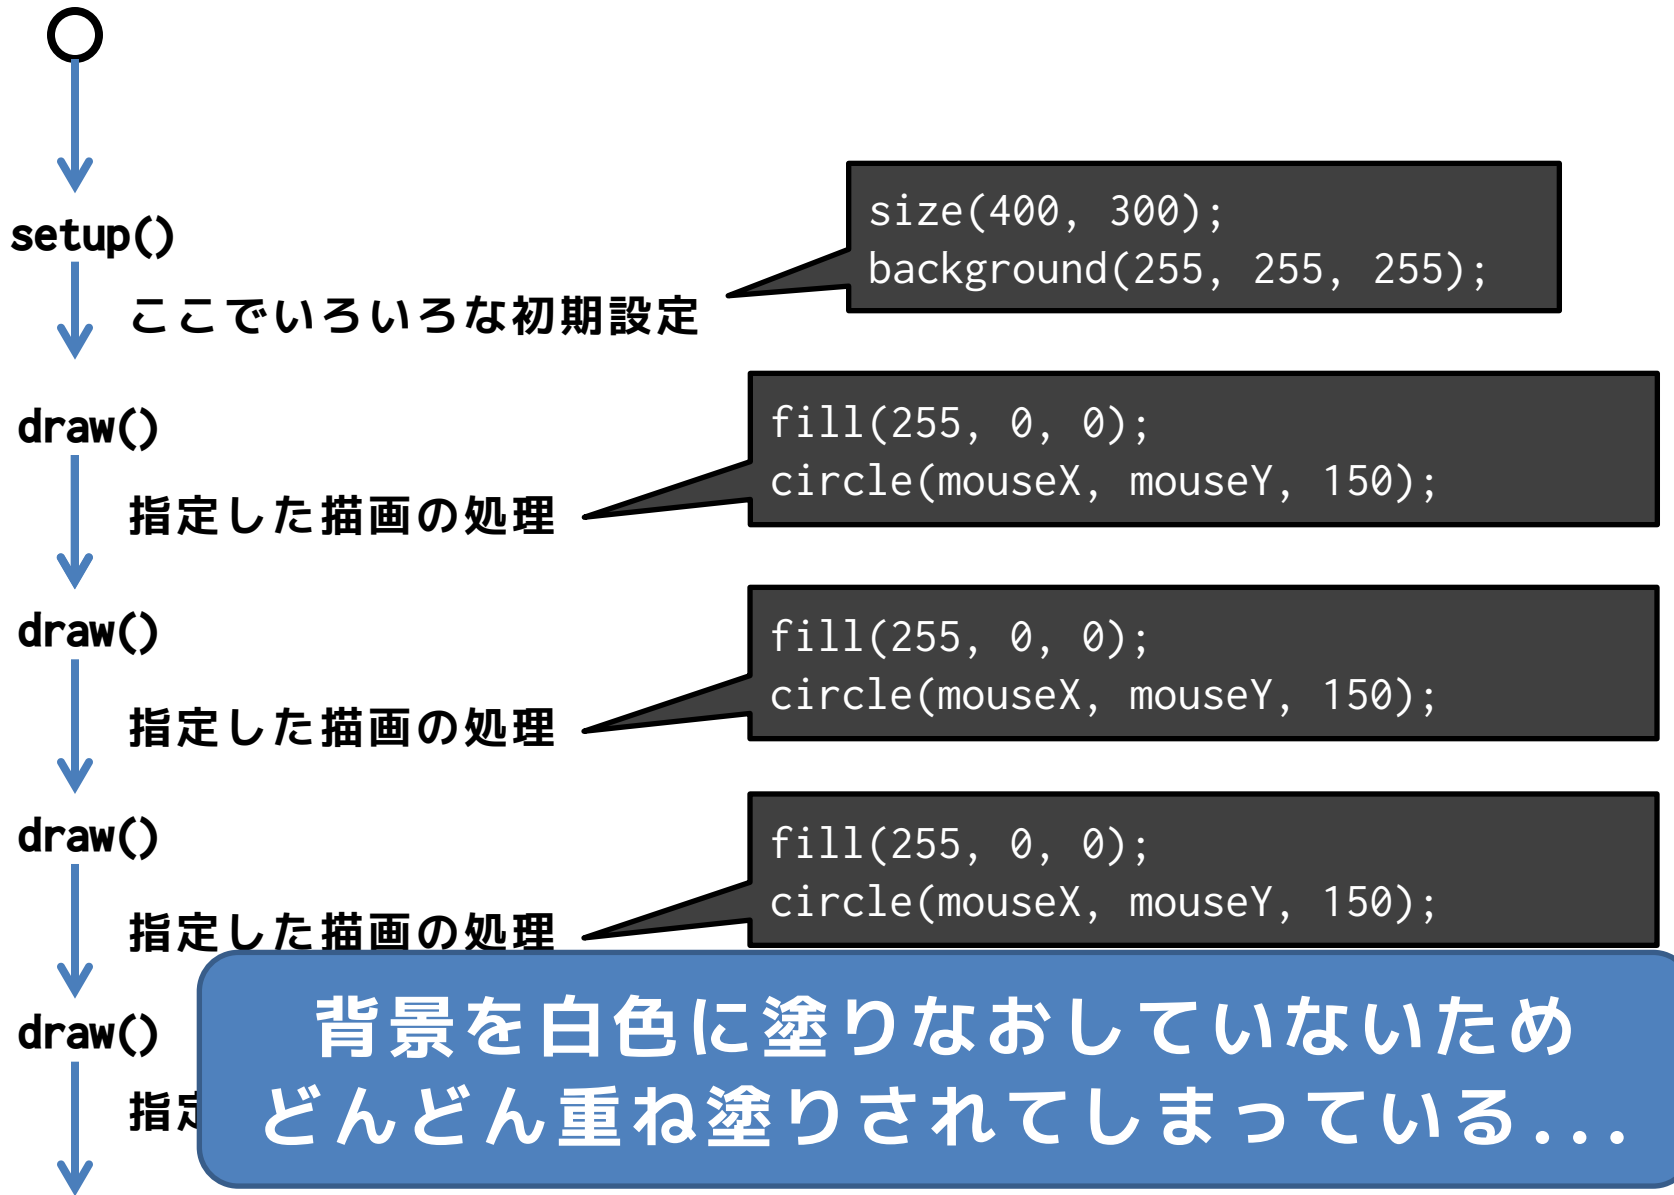 setup()
ここでいろいろな初期設定
size(400, 300);
background(255, 255, 255);
draw()
指定した描画の処理
fill(255, 0, 0);
circle(mouseX, mouseY, 150);
draw()
指定した描画の処理
fill(255, 0, 0);
circle(mouseX, mouseY, 150);
draw()
指定した描画の処理
fill(255, 0, 0);
circle(mouseX, mouseY, 150);
draw()
指定
背景を白色に塗りなおしていないため
どんどん重ね塗りされてしまっている...